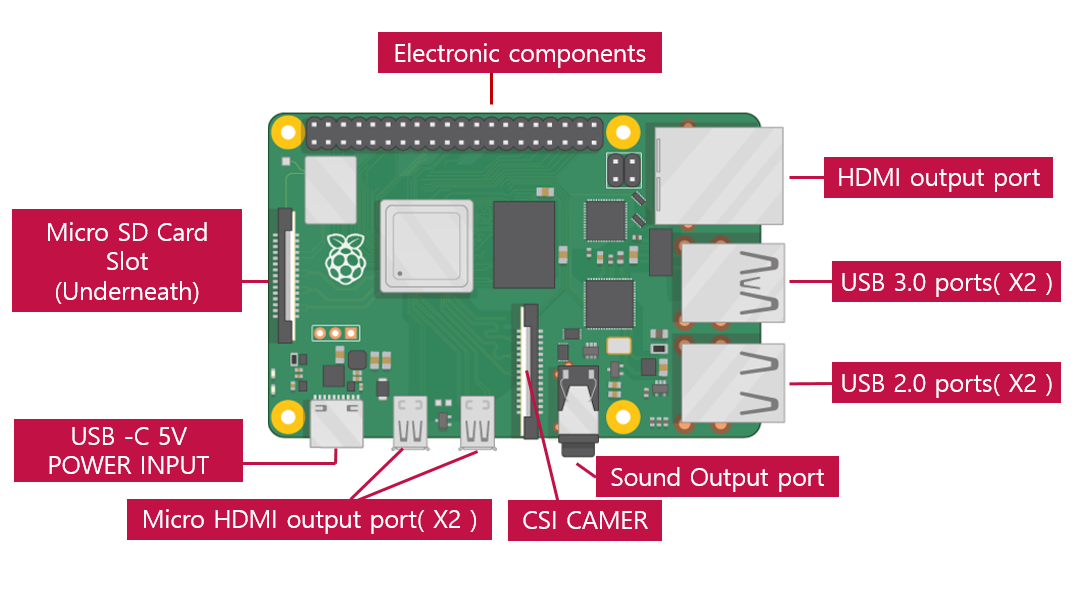 Electronic components
HDMI output port
Micro SD Card
Slot
(Underneath)
USB 3.0 ports( X2 )
USB 2.0 ports( X2 )
USB -C 5V
POWER INPUT
Sound Output port
Micro HDMI output port( X2 )
CSI CAMER